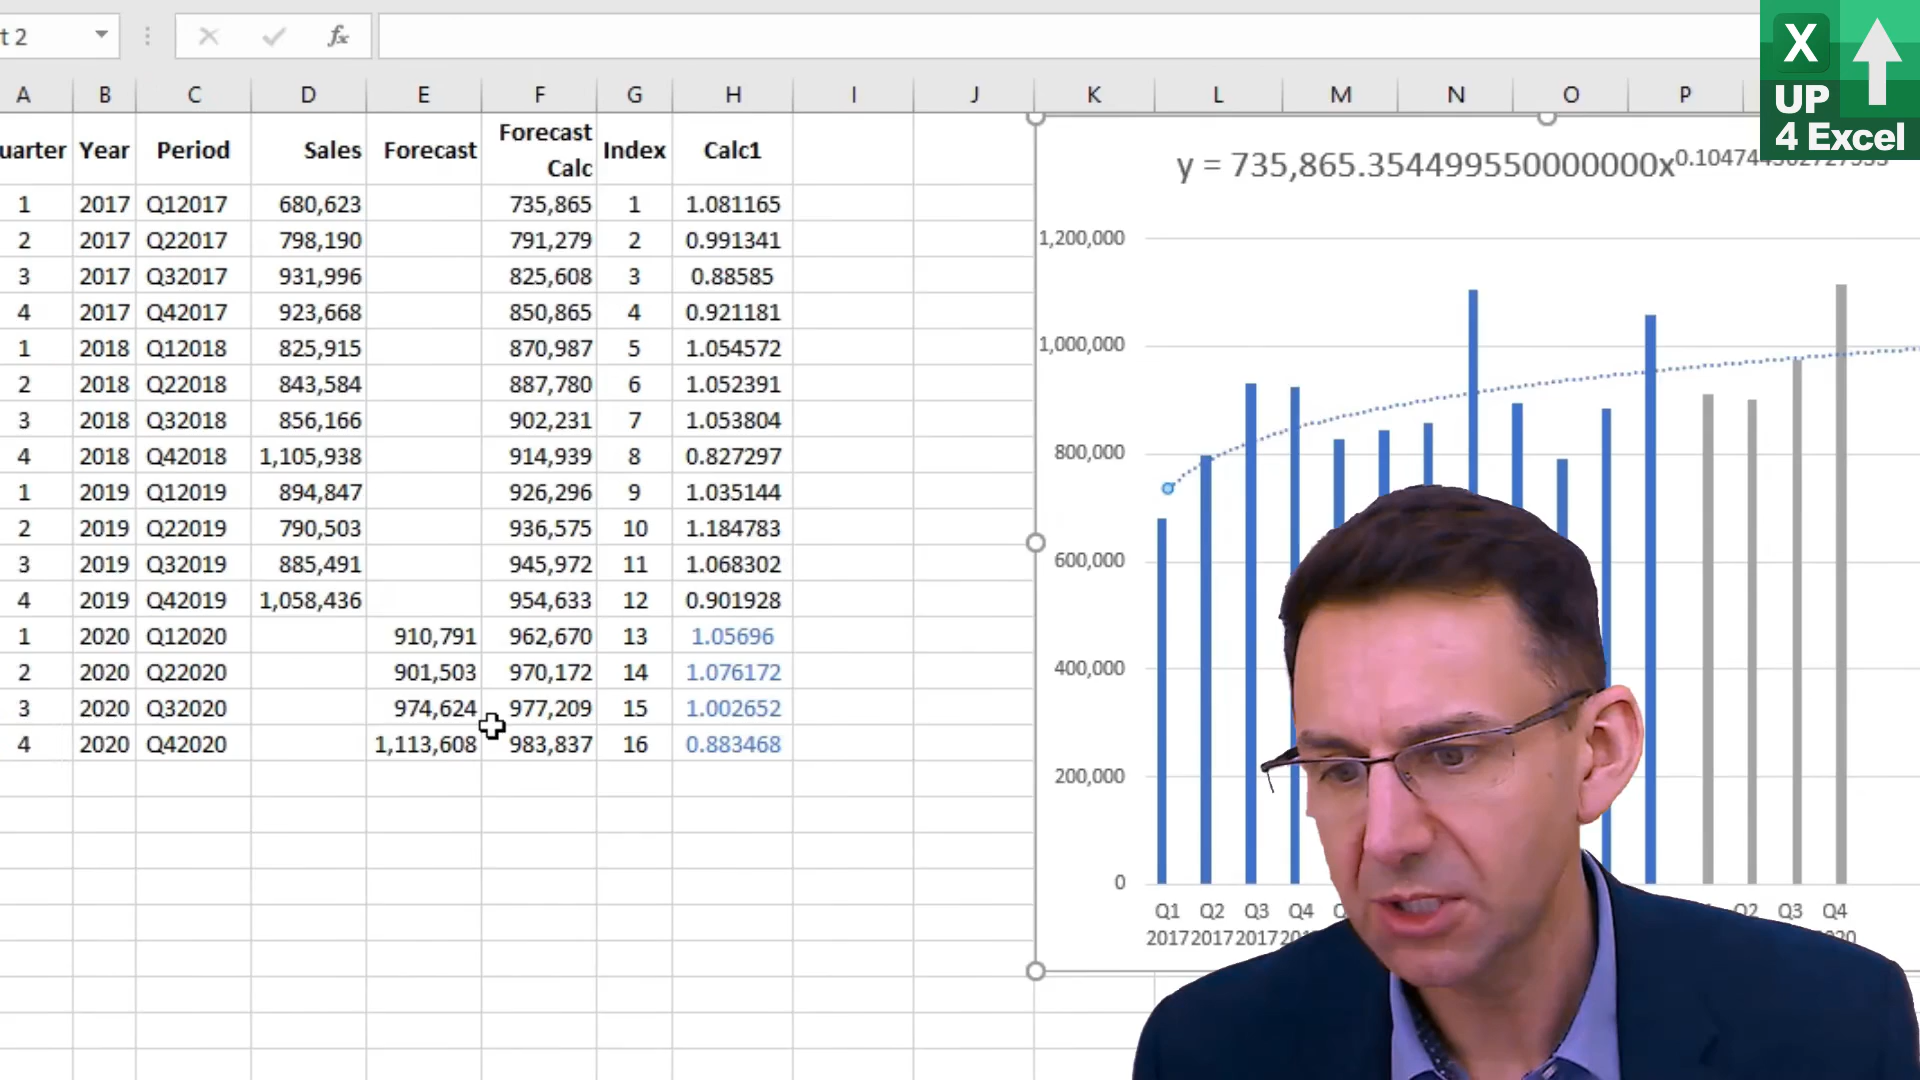 t 2
fx
X
UP
4 Excel
A B C D E F G H I J K L M N O P
uarter Year Period Sales Forecast Forecast Calc Index Calc1
1 2017 Q12017 680,623 735,865 1 1.081165
2 2017 Q22017 798,190 791,279 2 0.991341
3 2017 Q32017 931,996 825,608 3 0.88585
4 2017 Q42017 923,668 850,865 4 0.921181
1 2018 Q12018 825,915 870,987 5 1.054572
2 2018 Q22018 843,584 887,780 6 1.052391
3 2018 Q32018 856,166 902,231 7 1.053804
4 2018 Q42018 1,105,938 914,939 8 0.827297
1 2019 Q12019 894,847 926,296 9 1.035144
2 2019 Q22019 790,503 936,575 10 1.184783
3 2019 Q32019 885,491 945,972 11 1.068302
4 2019 Q42019 1,058,436 954,633 12 0.901928
1 2020 Q12020 910,791 962,670 13 1.05696
2 2020 Q22020 901,503 970,172 14 1.076172
3 2020 Q32020 974,624 977,209 15 1.002652
4 2020 Q42020 1,113,608 983,837 16 0.883468
y = 735,865.354499550000000x
1,200,000
1,000,000
800,000
600,000
400,000
200,000
0
Q1 Q2 Q3 Q4 Q2 Q3 Q4
2017 2017 2017